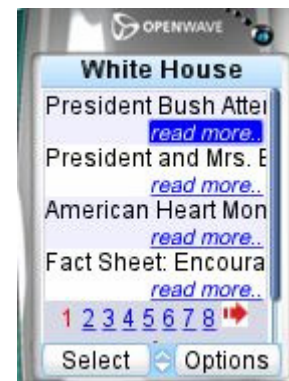 OPENWAVE
White House
President Bush Atte
read more..
President and Mrs.
read more..
American Heart Mon
read more..
Fact Sheet: Encoura
read more..
1 2 3 4 5 6 7 8
Select Options